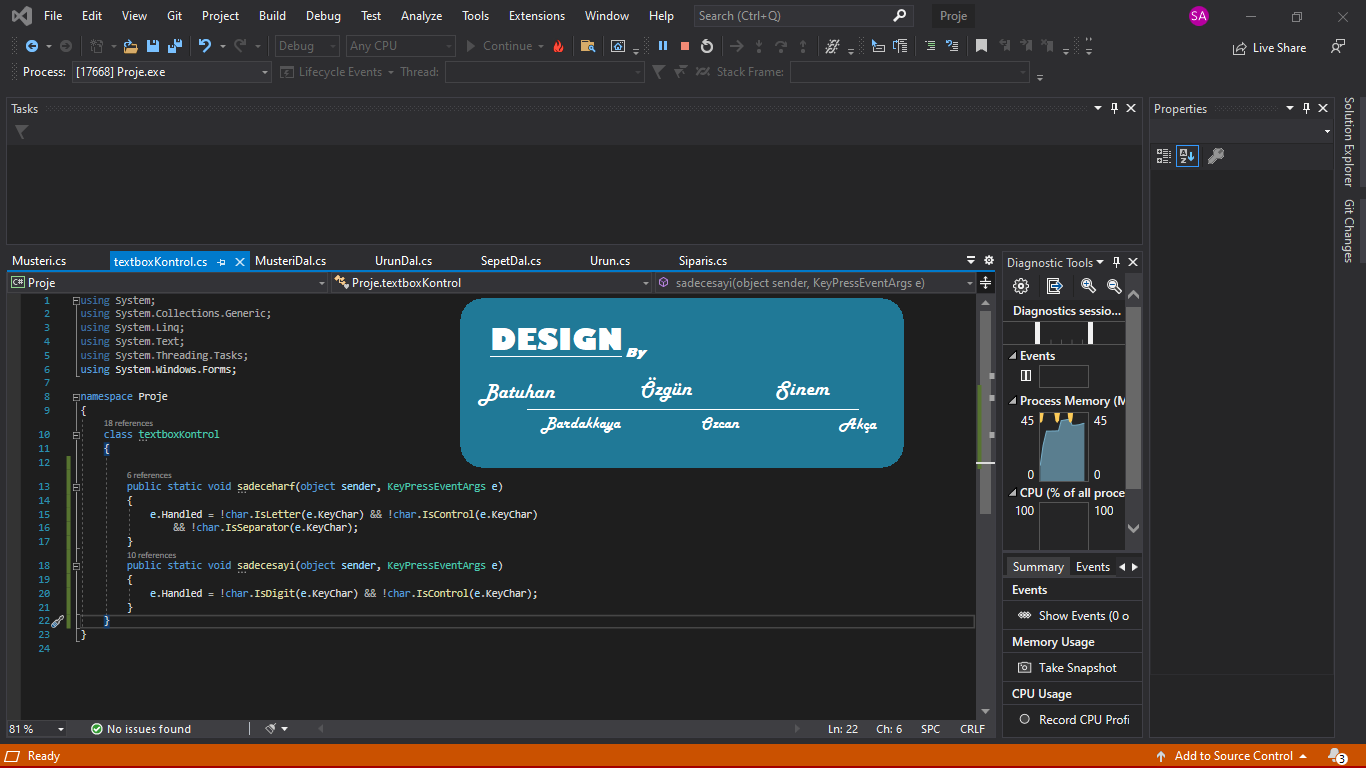 File Edit View Git Project Build Debug Test Analyze Tools Extensions Window Help Search (Ctrl+Q) Proje SA
Debug Any CPU Continue Live Share
Process: [17668] Proje.exe Lifecycle Events Thread: Stack Frame:
Tasks
Properties
Solution Explorer
Git Changes
Musteri.cs textboxKontrol.cs MusteriDal.cs UrunDal.cs SepetDal.cs Urun.cs Siparis.cs
Proje Proje.textboxKontrol sadecesayi(object sender, KeyPressEventArgs e)
1 using System;
2 using System.Collections.Generic;
3 using System.Linq;
4 using System.Text;
5 using System.Threading.Tasks;
6 using System.Windows.Forms;
7
8 namespace Proje
9 {
18 references
10 class textboxKontrol
11 {
12
6 references
13 public static void sadeceharf(object sender, KeyPressEventArgs e)
14 {
15 e.Handled = !char.IsLetter(e.KeyChar) && !char.IsControl(e.KeyChar)
16 && !char.IsSeparator(e.KeyChar);
17 }
10 references
18 public static void sadecesayi(object sender, KeyPressEventArgs e)
19 {
20 e.Handled = !char.IsDigit(e.KeyChar) && !char.IsControl(e.KeyChar);
21 }
22 }
23 }
24
DESIGN By
Batuhan Özgün Sinem
Bardakkaya Ozcan Akça
Diagnostic Tools
Diagnostics sessio...
Events
Process Memory (M
45 45
0 0
CPU (% of all proce
100 100
Summary Events
Events
Show Events (0 o
Memory Usage
Take Snapshot
CPU Usage
Record CPU Profi
81 % No issues found Ln: 22 Ch: 6 SPC CRLF
Ready Add to Source Control 3